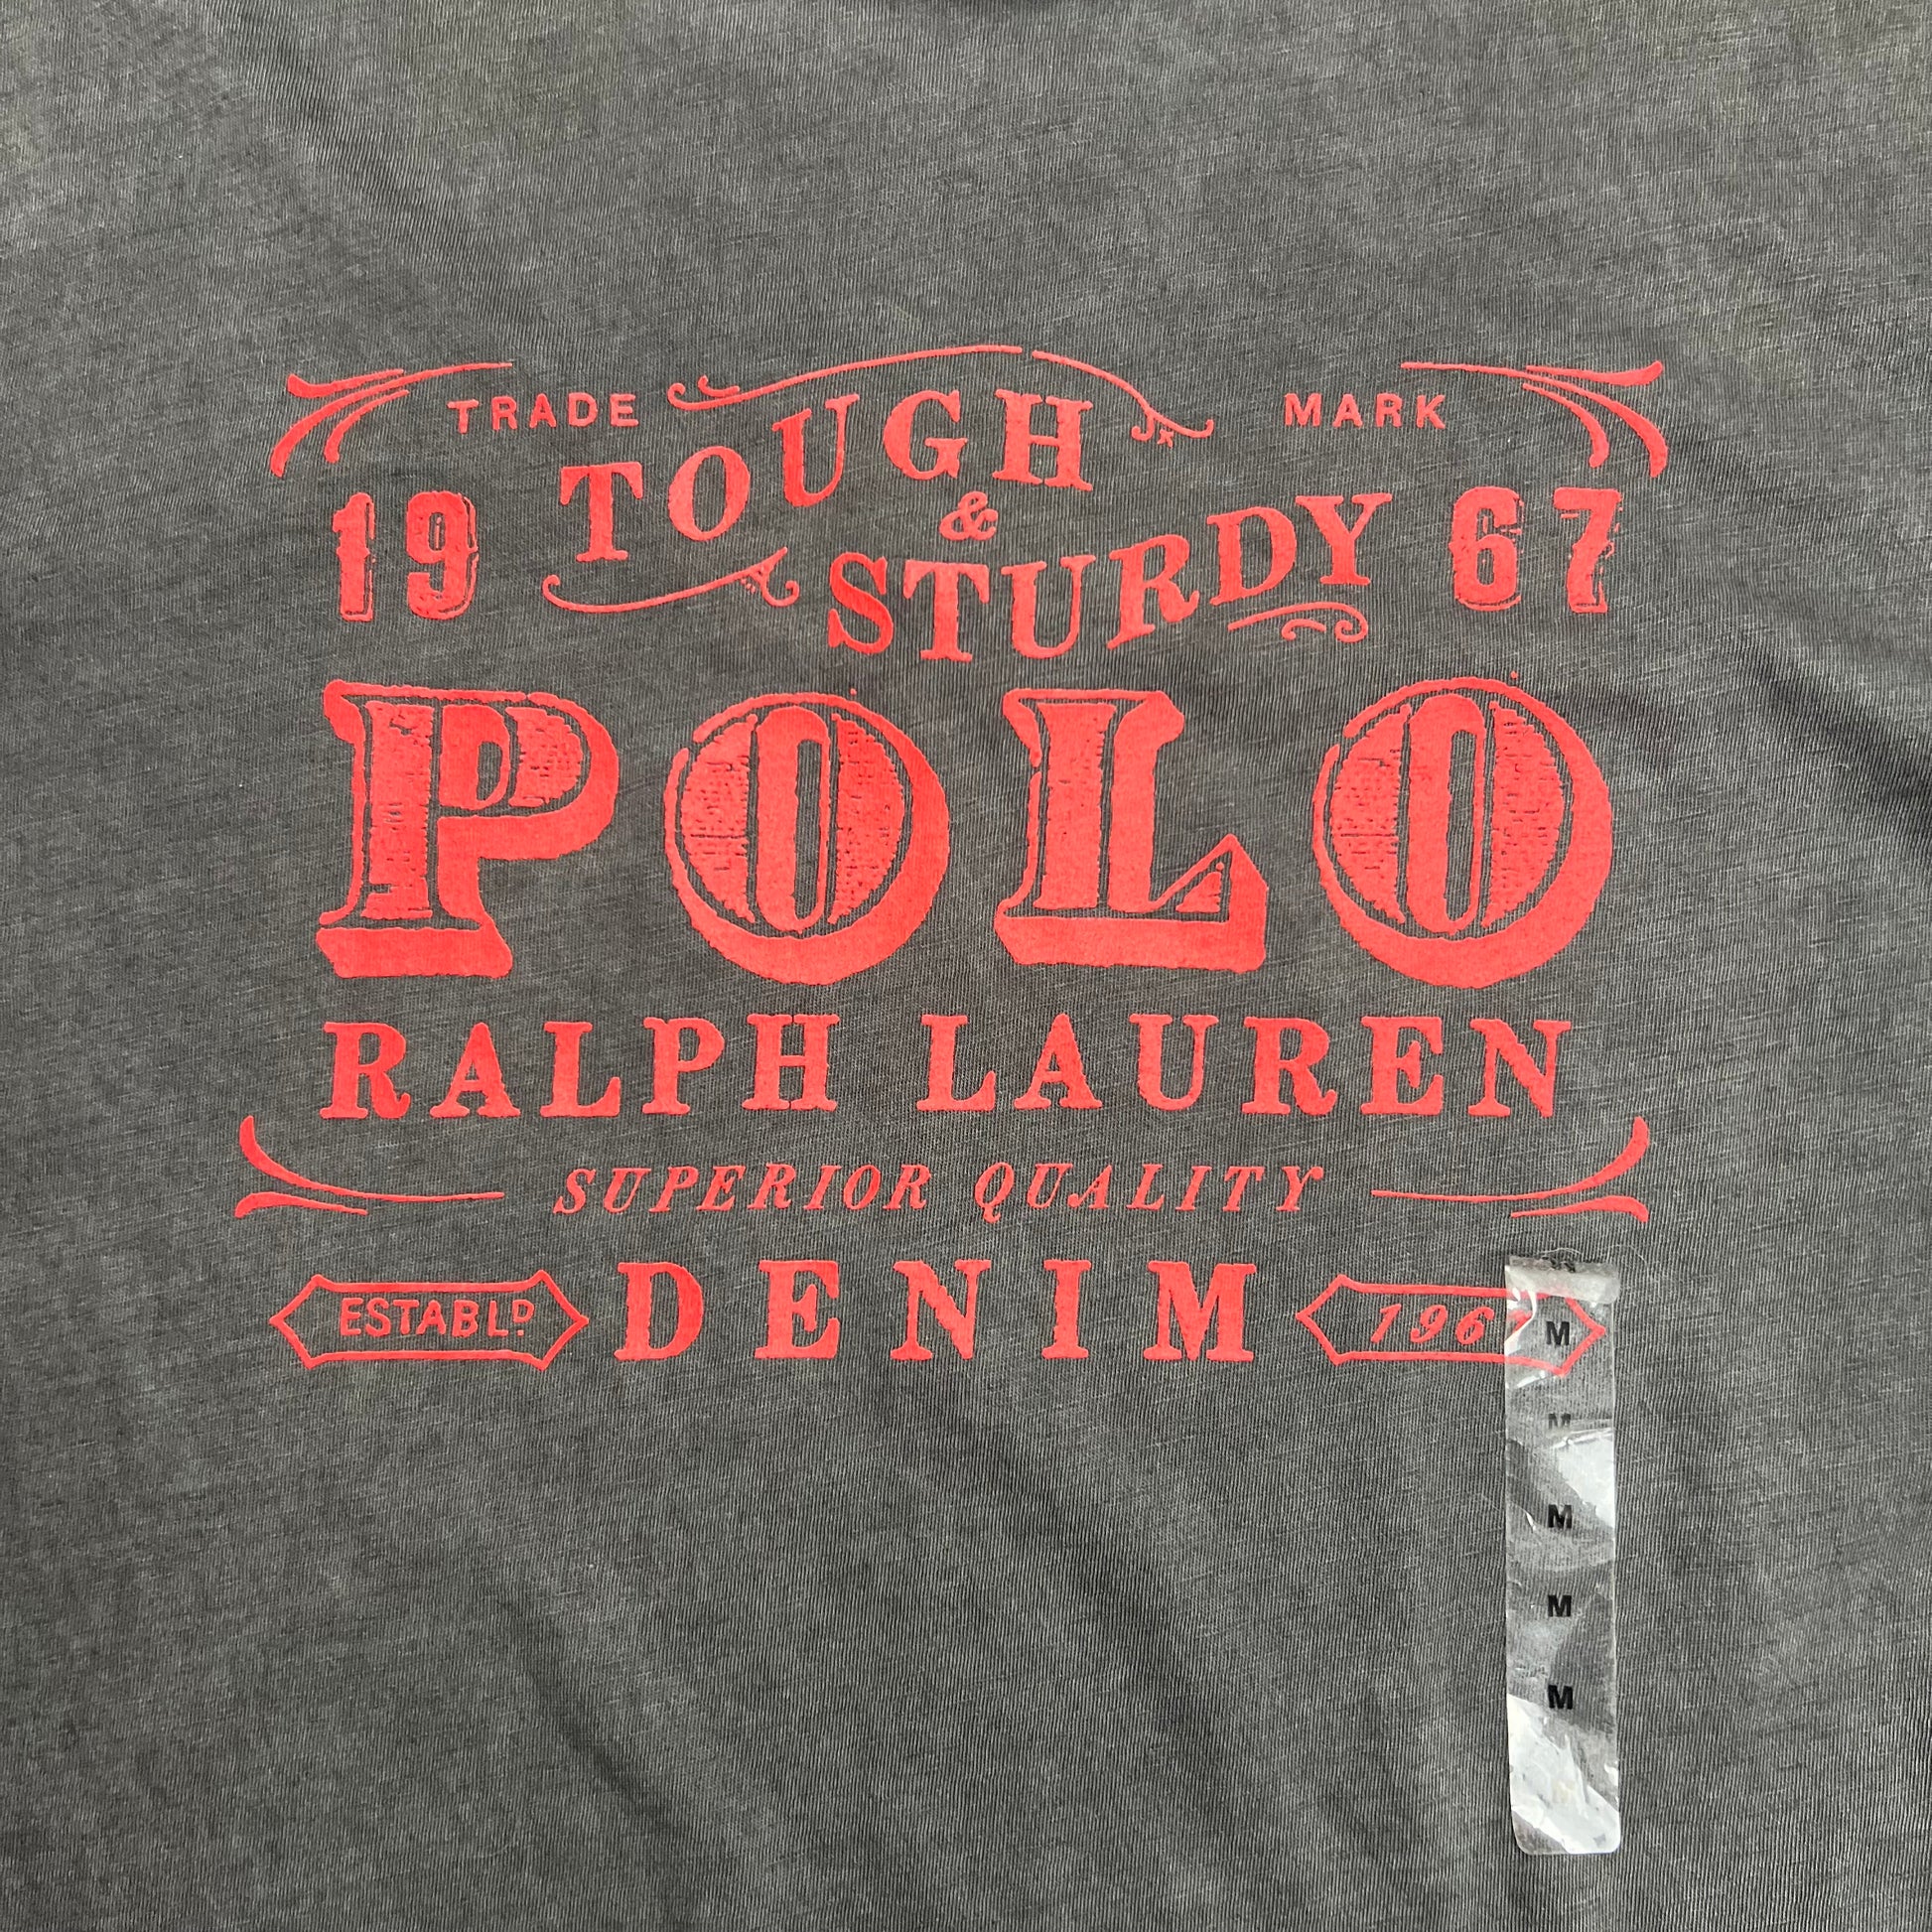 TRADE MARK
19 TOUGH & STURDY 67
POLO
RALPH LAUREN
SUPERIOR QUALITY
ESTABLD. DENIM 196
M
M
M
M
M